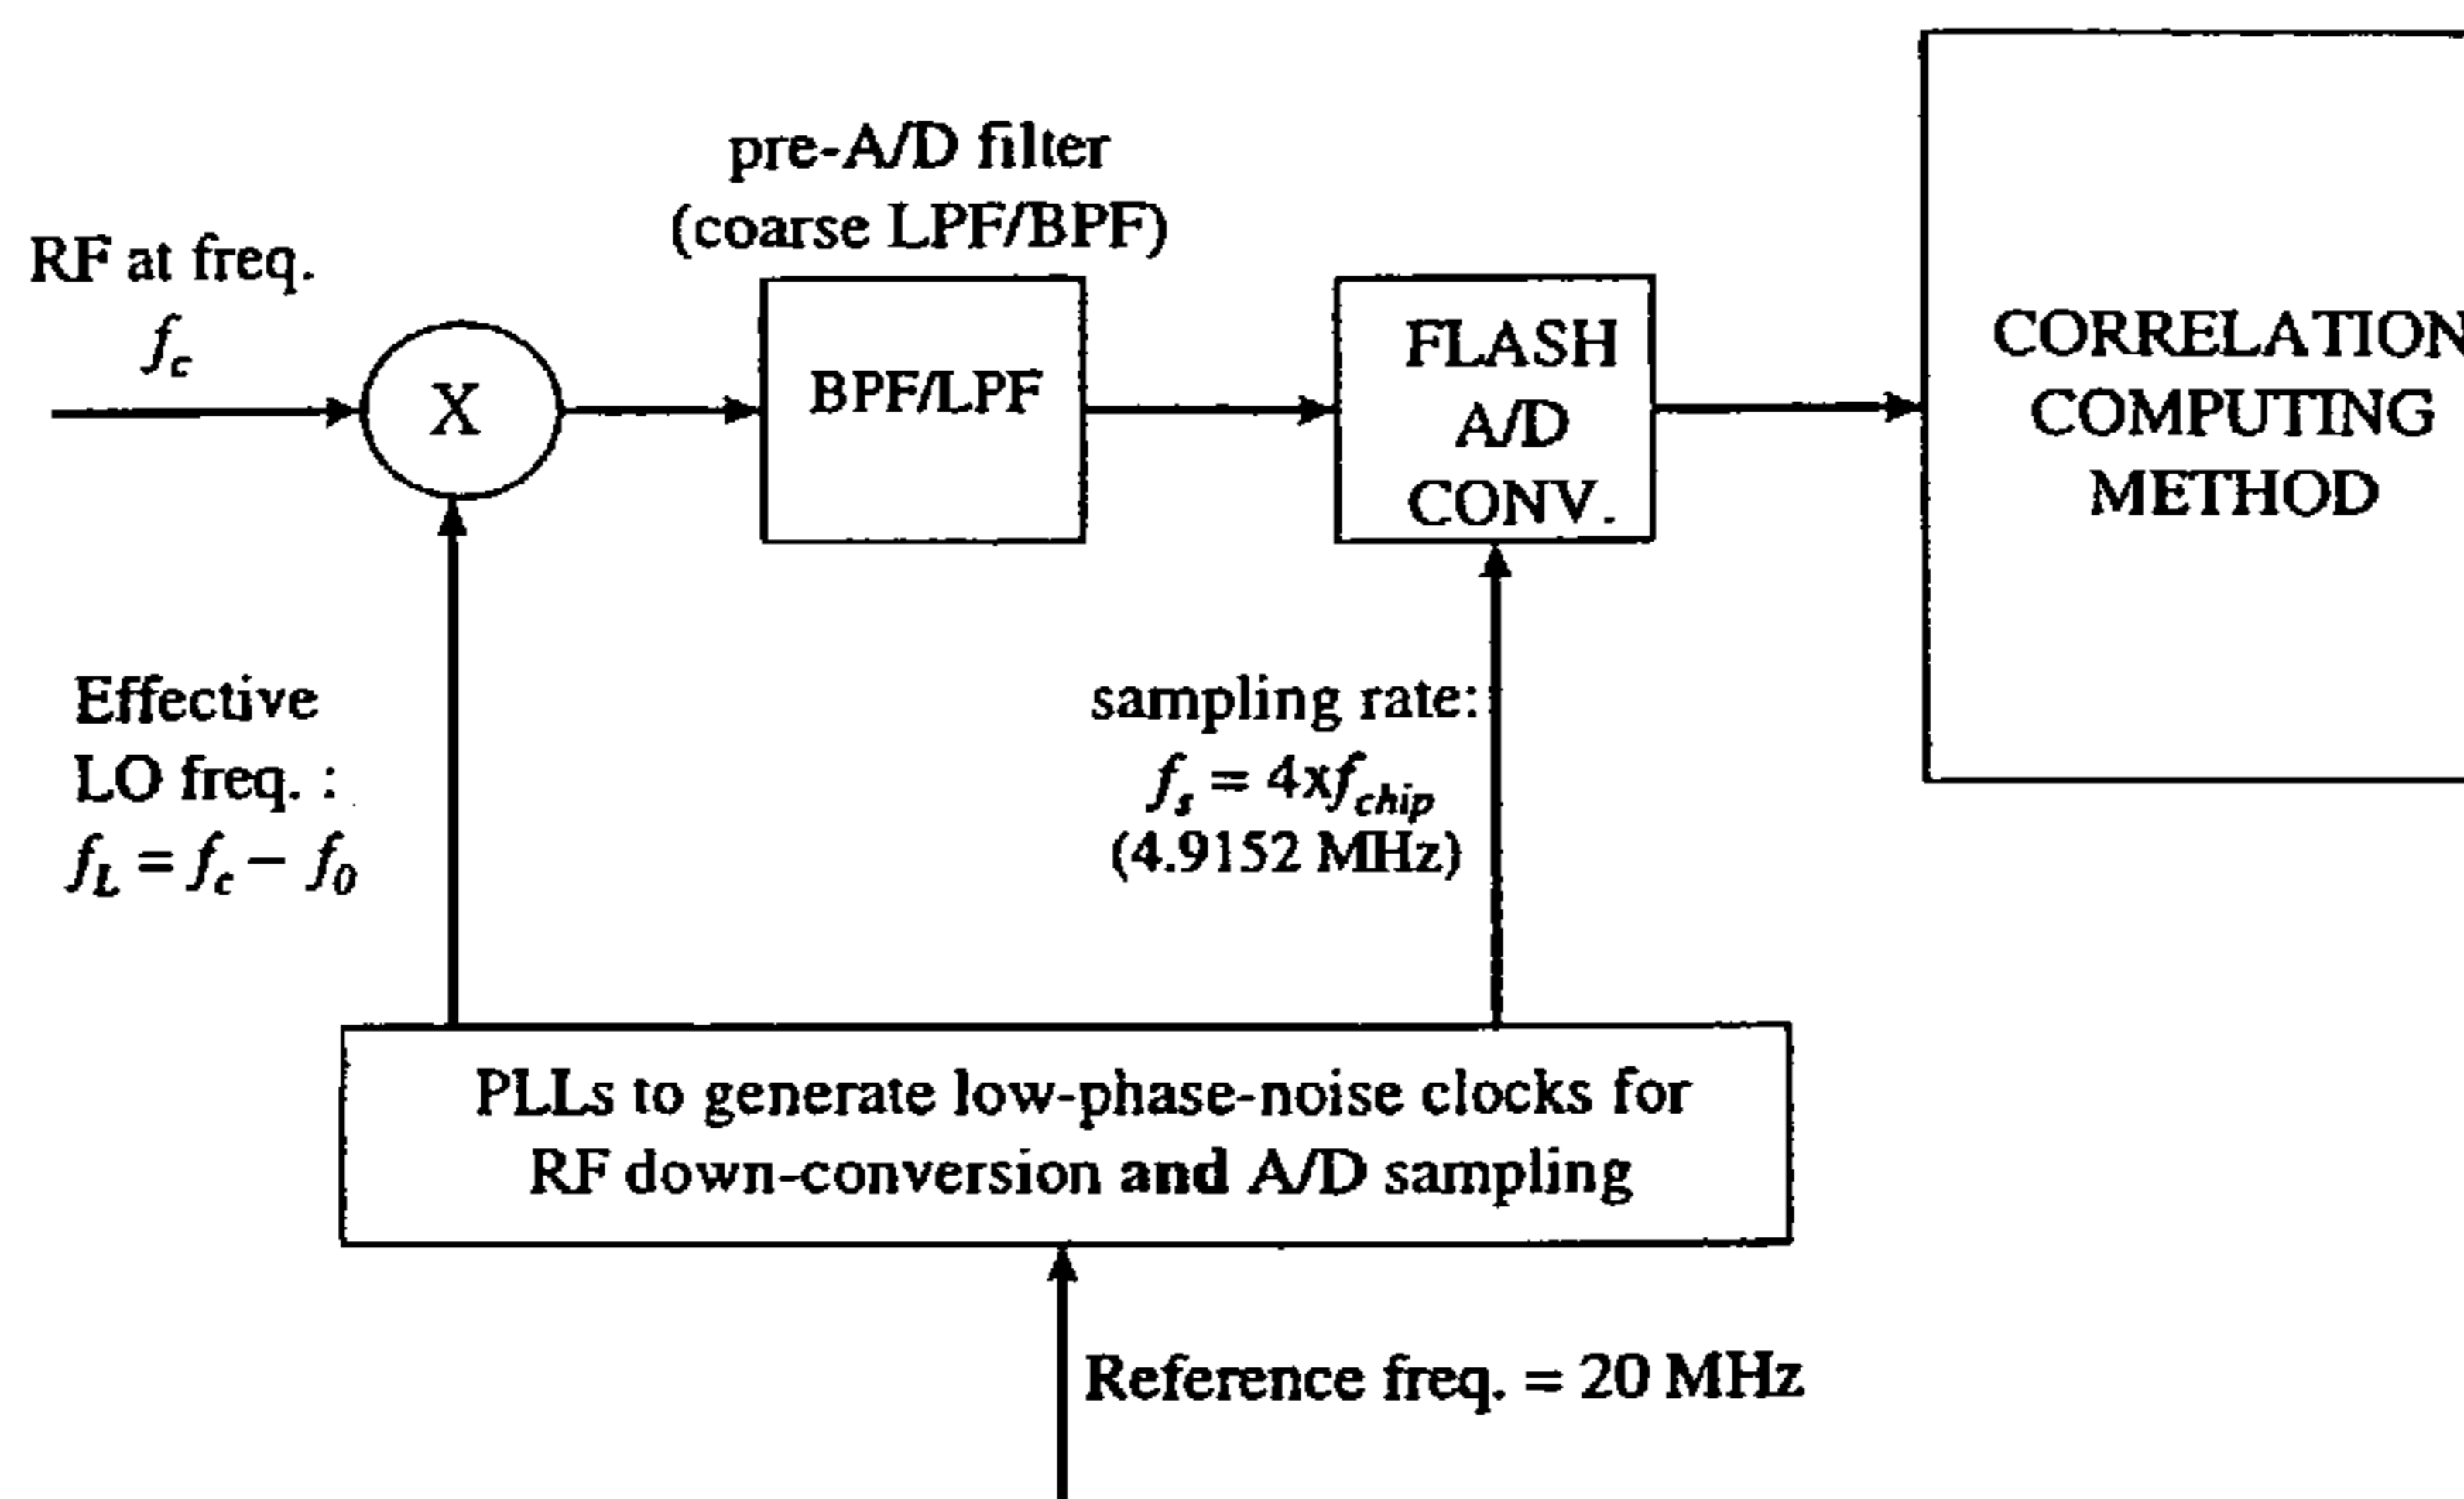 pre-A/D filter
(coarse LPF/BPF)
RF at freq.
f_c
X
BPF/LPF
FLASH
A/D
CONV.
CORRELATION
COMPUTING
METHOD
Effective
LO freq. :
f_L = f_c – f_0
sampling rate:
f_s = 4xf_chip
(4.9152 MHz)
PLLs to generate low-phase-noise clocks for
RF down-conversion and A/D sampling
Reference freq. = 20 MHz